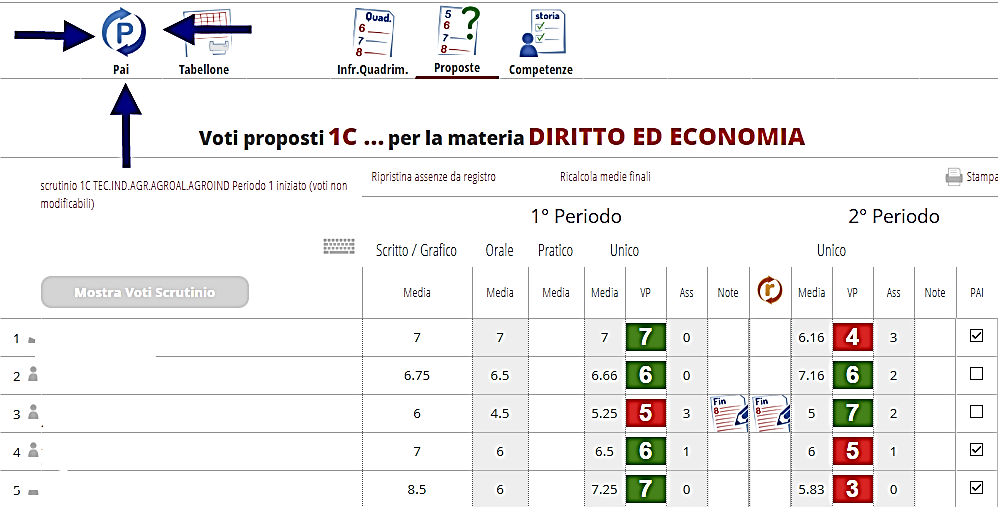 P
Quad.
6
7
8
5
6
7
8
?
storia
Pai Tabellone Infr.Quadrim. Proposte Competenze
Voti proposti 1C ... per la materia DIRITTO ED ECONOMIA
scrutinio 1C TEC.IND.AGR.AGROAL.AGROIND Periodo 1 iniziato (voti non
modificabili)
Ripristina assenze da registro Ricalcola medie finali Stampa
1° Periodo 2° Periodo
Scritto / Grafico Orale Pratico Unico Unico
Mostra Voti Scrutinio
Media Media Media Media VP Ass Note r Media VP Ass Note PAI
1 7 7 7 7 0 6.16 4 3
2 6.75 6.5 6.66 6 0 7.16 6 2
3 6 4.5 5.25 5 3 Fin 8 Fin 8 5 7 2
4 7 6 6.5 6 1 6 5 1
5 8.5 6 7.25 7 0 5.83 3 0